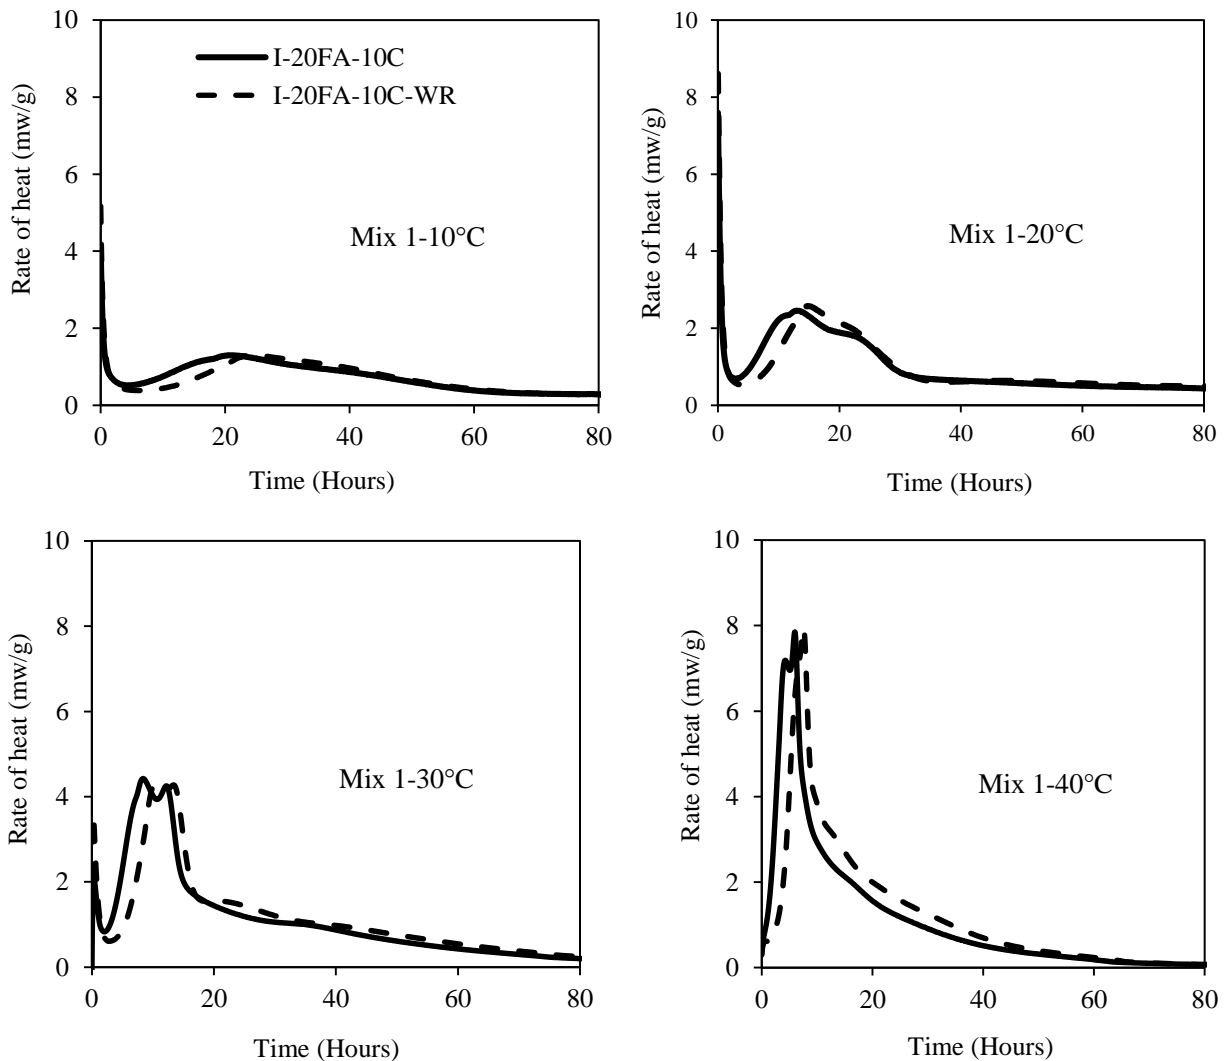 10
8
6
4
2
0
Rate of heat (mw/g)
I-20FA-10C
I-20FA-10C-WR
Mix 1-10°C
0 20 40 60 80
Time (Hours)
10
8
6
4
2
0
Rate of heat (mw/g)
Mix 1-20°C
0 20 40 60 80
Time (Hours)
10
8
6
4
2
0
Rate of heat (mw/g)
Mix 1-30°C
0 20 40 60 80
Time (Hours)
10
8
6
4
2
0
Rate of heat (mw/g)
Mix 1-40°C
0 20 40 60 80
Time (Hours)